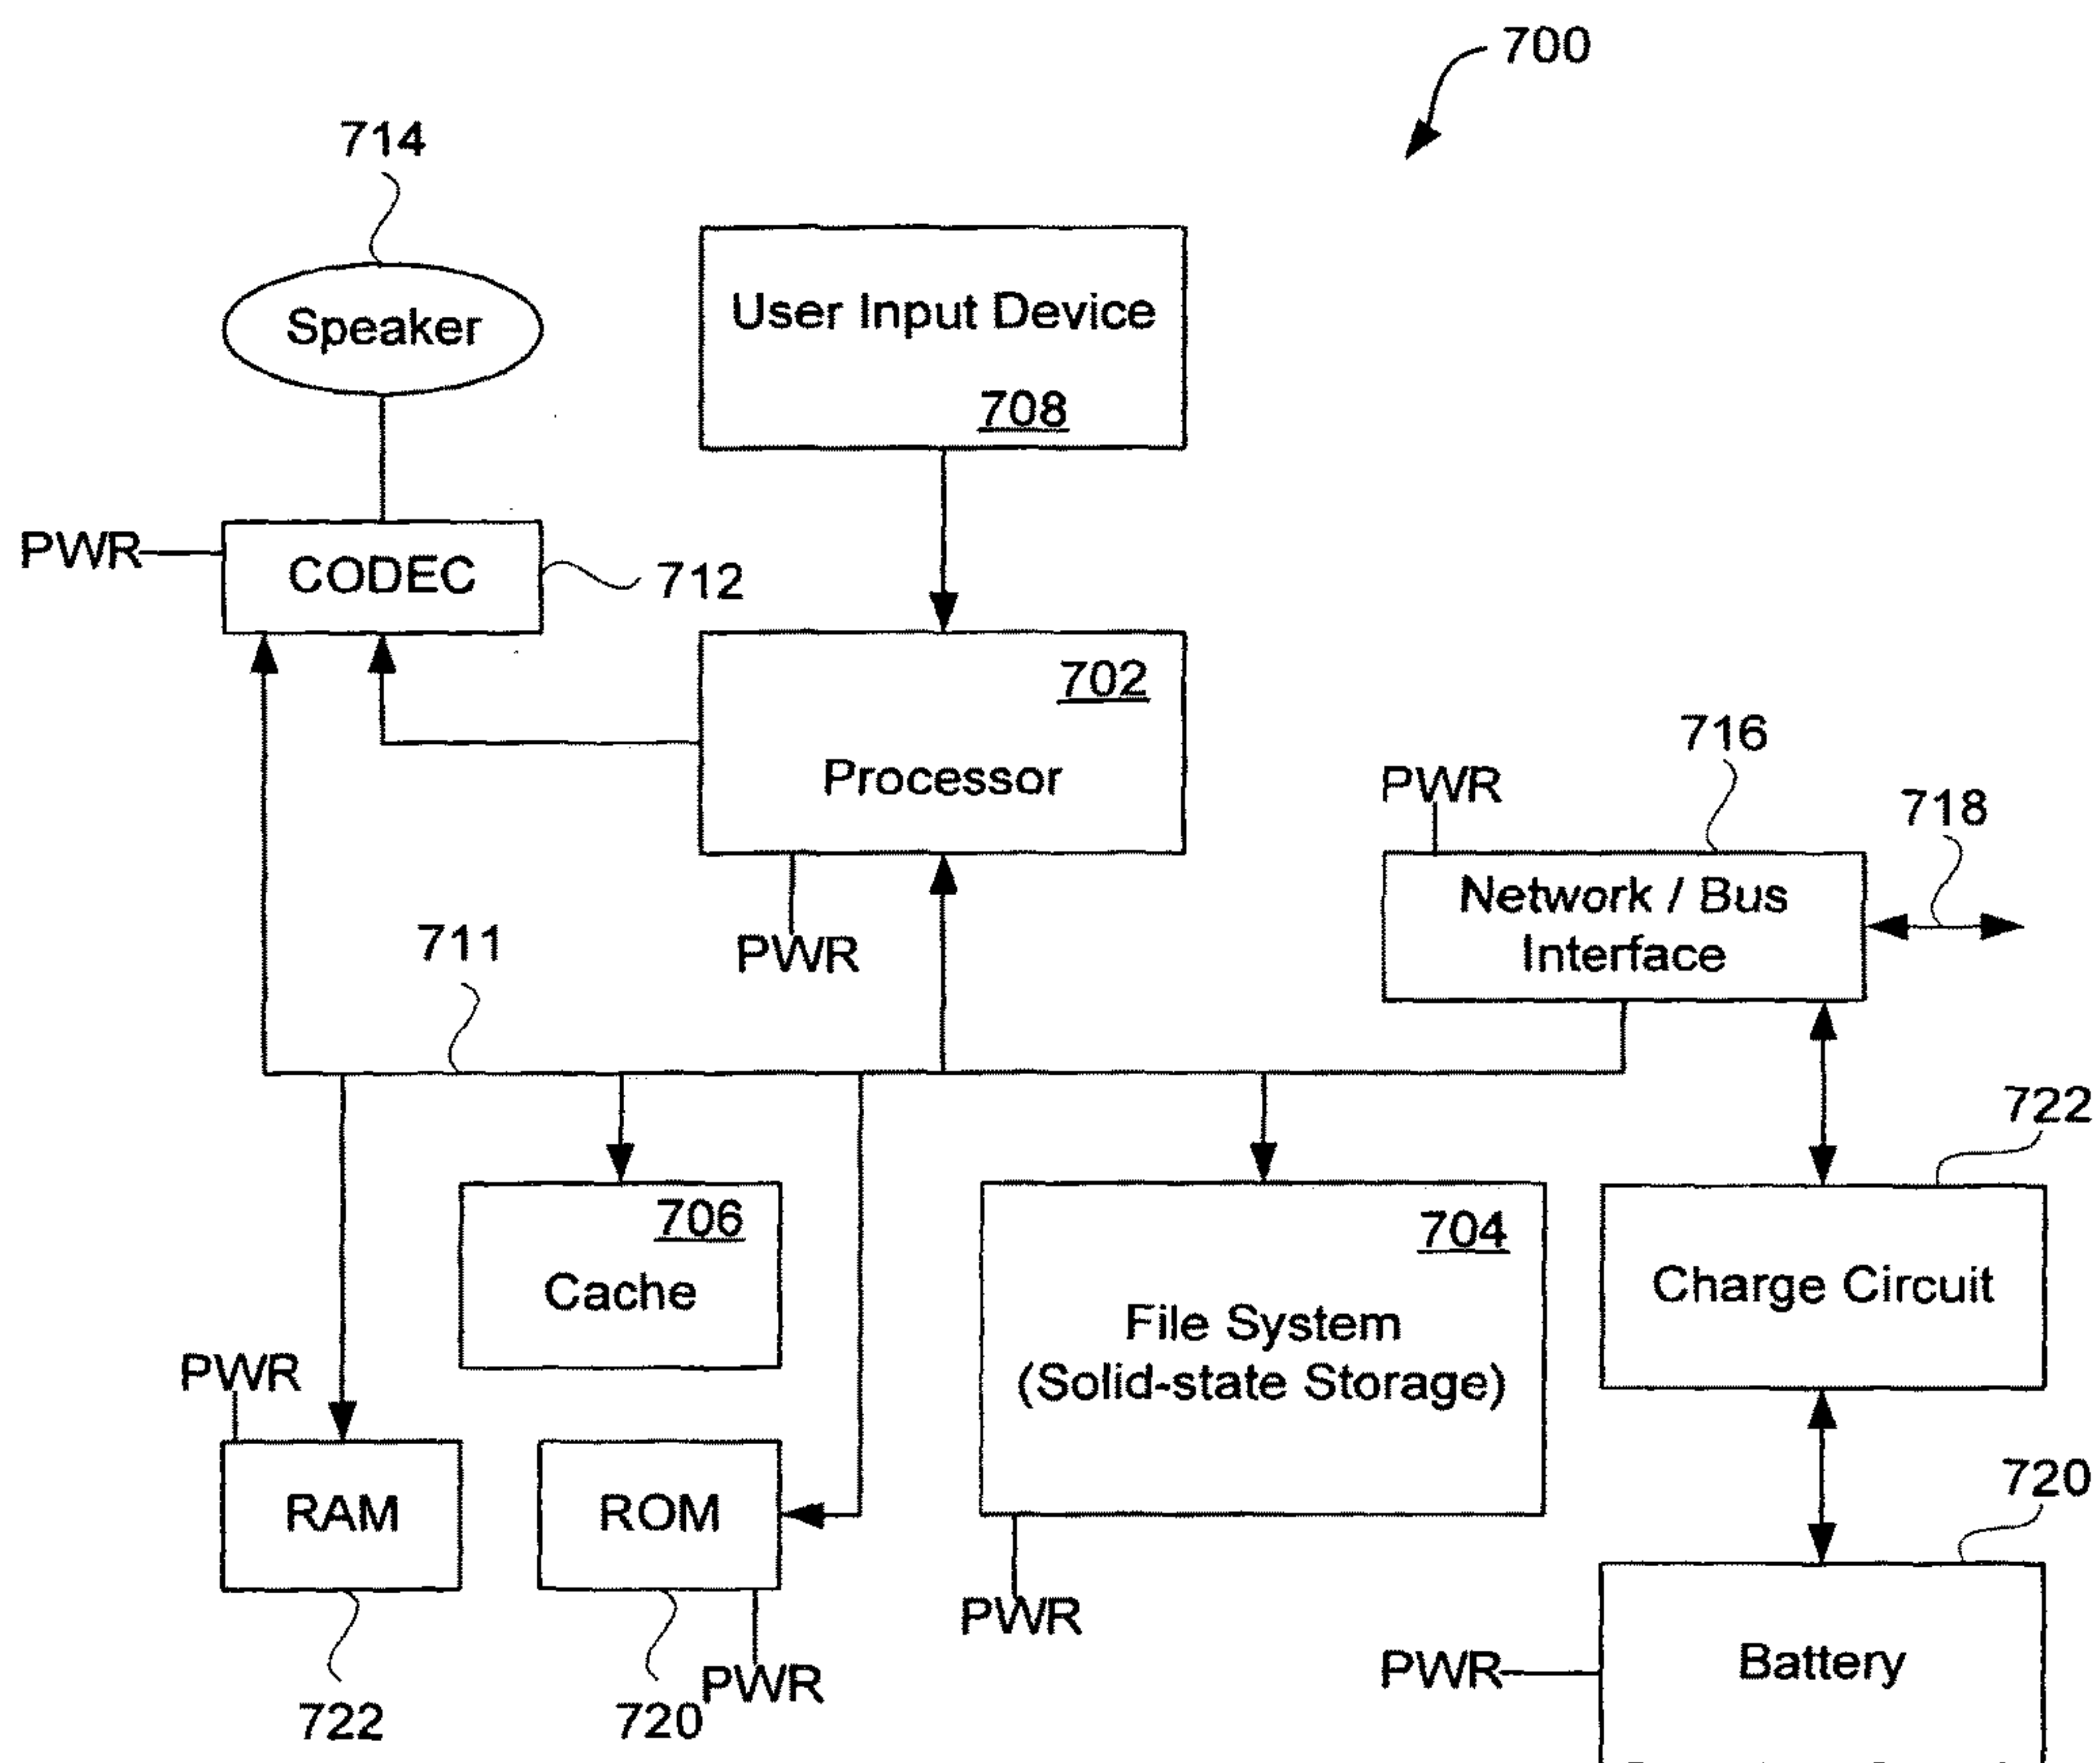 700
714
Speaker
User Input Device
708
PWR
CODEC
712
702
Processor
PWR
716
PWR
718
Network / Bus
Interface
711
722
706
Cache
704
File System
(Solid-state Storage)
Charge Circuit
PWR
RAM
ROM
720
PWR
PWR
Battery
PWR
722
720